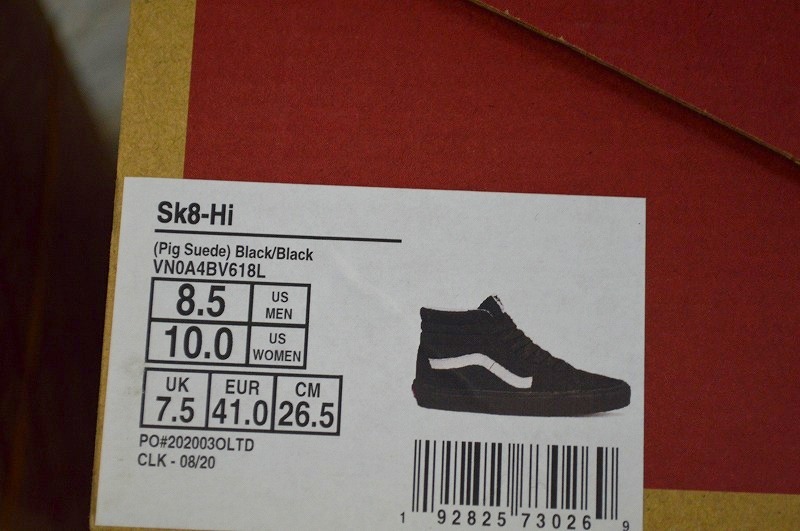 Sk8-Hi
(Pig Suede) Black/Black
VN0A4BV618L
8.5 US MEN
10.0 US WOMEN
UK EUR CM
7.5 41.0 26.5
PO#202003OLTD
CLK - 08/20
1 92825 73026 9